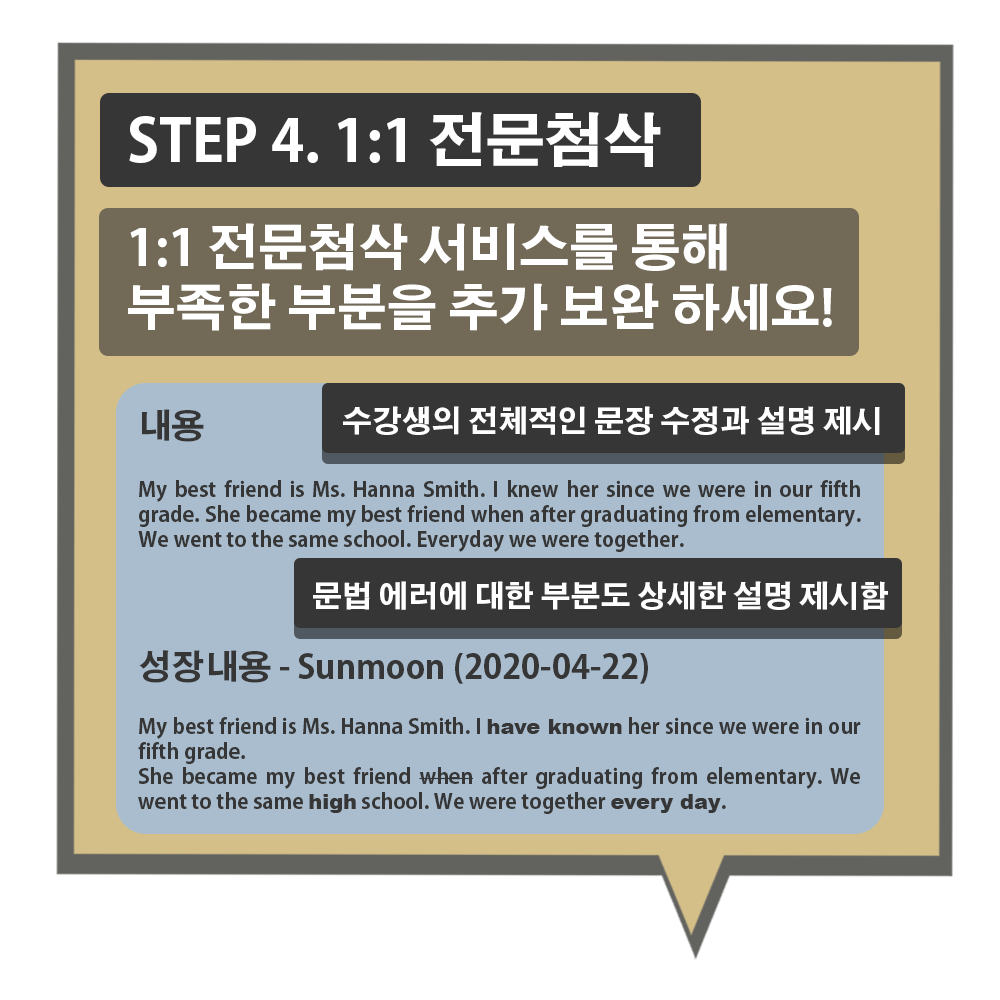 STEP 4. 1:1 전문첨삭
1:1 전문첨삭 서비스를 통해
부족한 부분을 추가 보완 하세요!
내용
수강생의 전체적인 문장 수정과 설명 제시
My best friend is Ms. Hanna Smith. I knew her since we were in our fifth
grade. She became my best friend when after graduating from elementary.
We went to the same school. Everyday we were together.
문법 에러에 대한 부분도 상세한 설명 제시함
성장내용 - Sunmoon (2020-04-22)
My best friend is Ms. Hanna Smith. I have known her since we were in our
fifth grade.
She became my best friend when after graduating from elementary. We
went to the same high school. We were together every day.